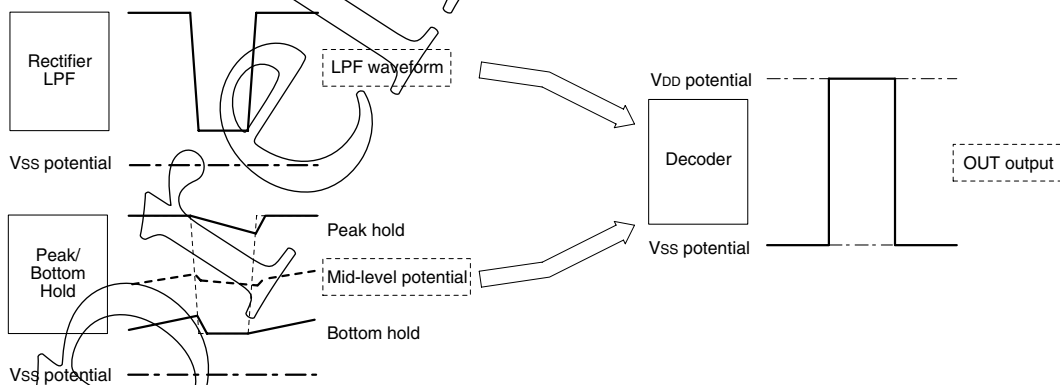 Rectifier
LPF
LPF waveform
VSS potential
Peak/
Bottom
Hold
Peak hold
Mid-level potential
Bottom hold
VSS potential
VDD potential
Decoder
OUT output
VSS potential